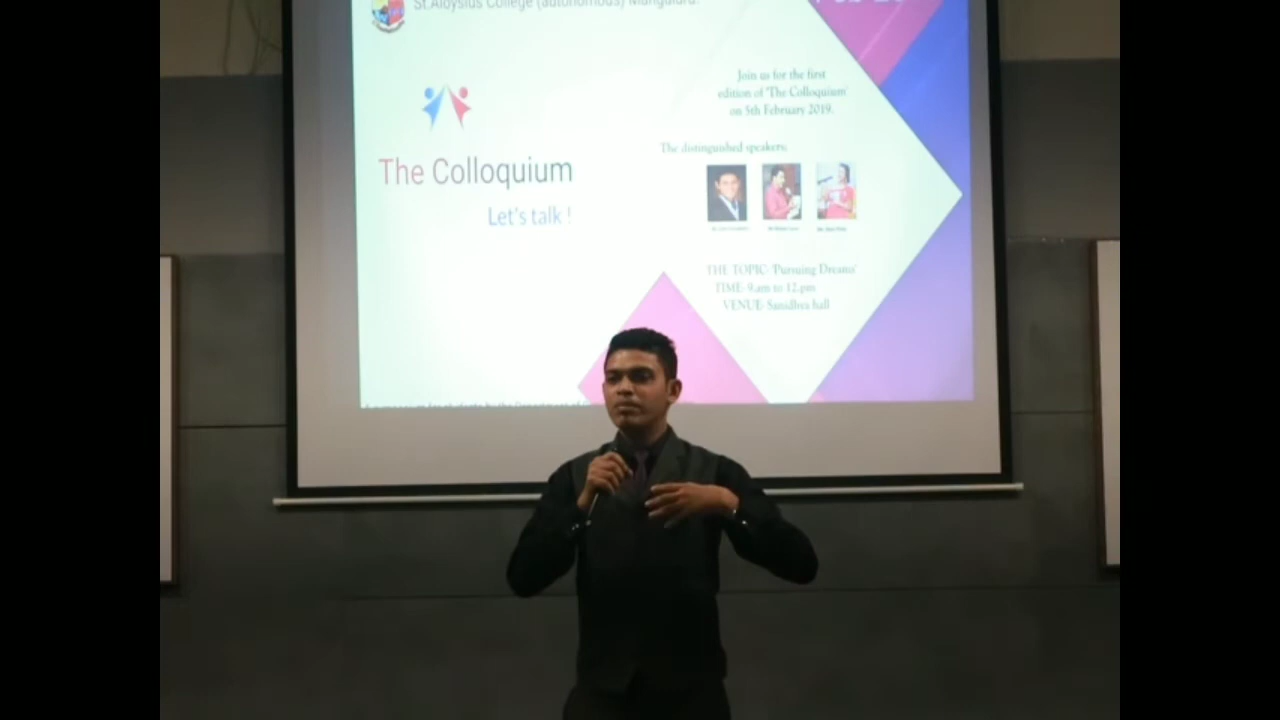 St.Aloysius College (autonomous) Mangaluru.
Join us for the first
edition of 'The Colloquium'
on 5th February 2019.
The distinguished speakers:
The Colloquium
Let's talk !
THE TOPIC- 'Pursuing Dreams'
TIME- 9.am to 12.pm
VENUE- Sanidhya hall